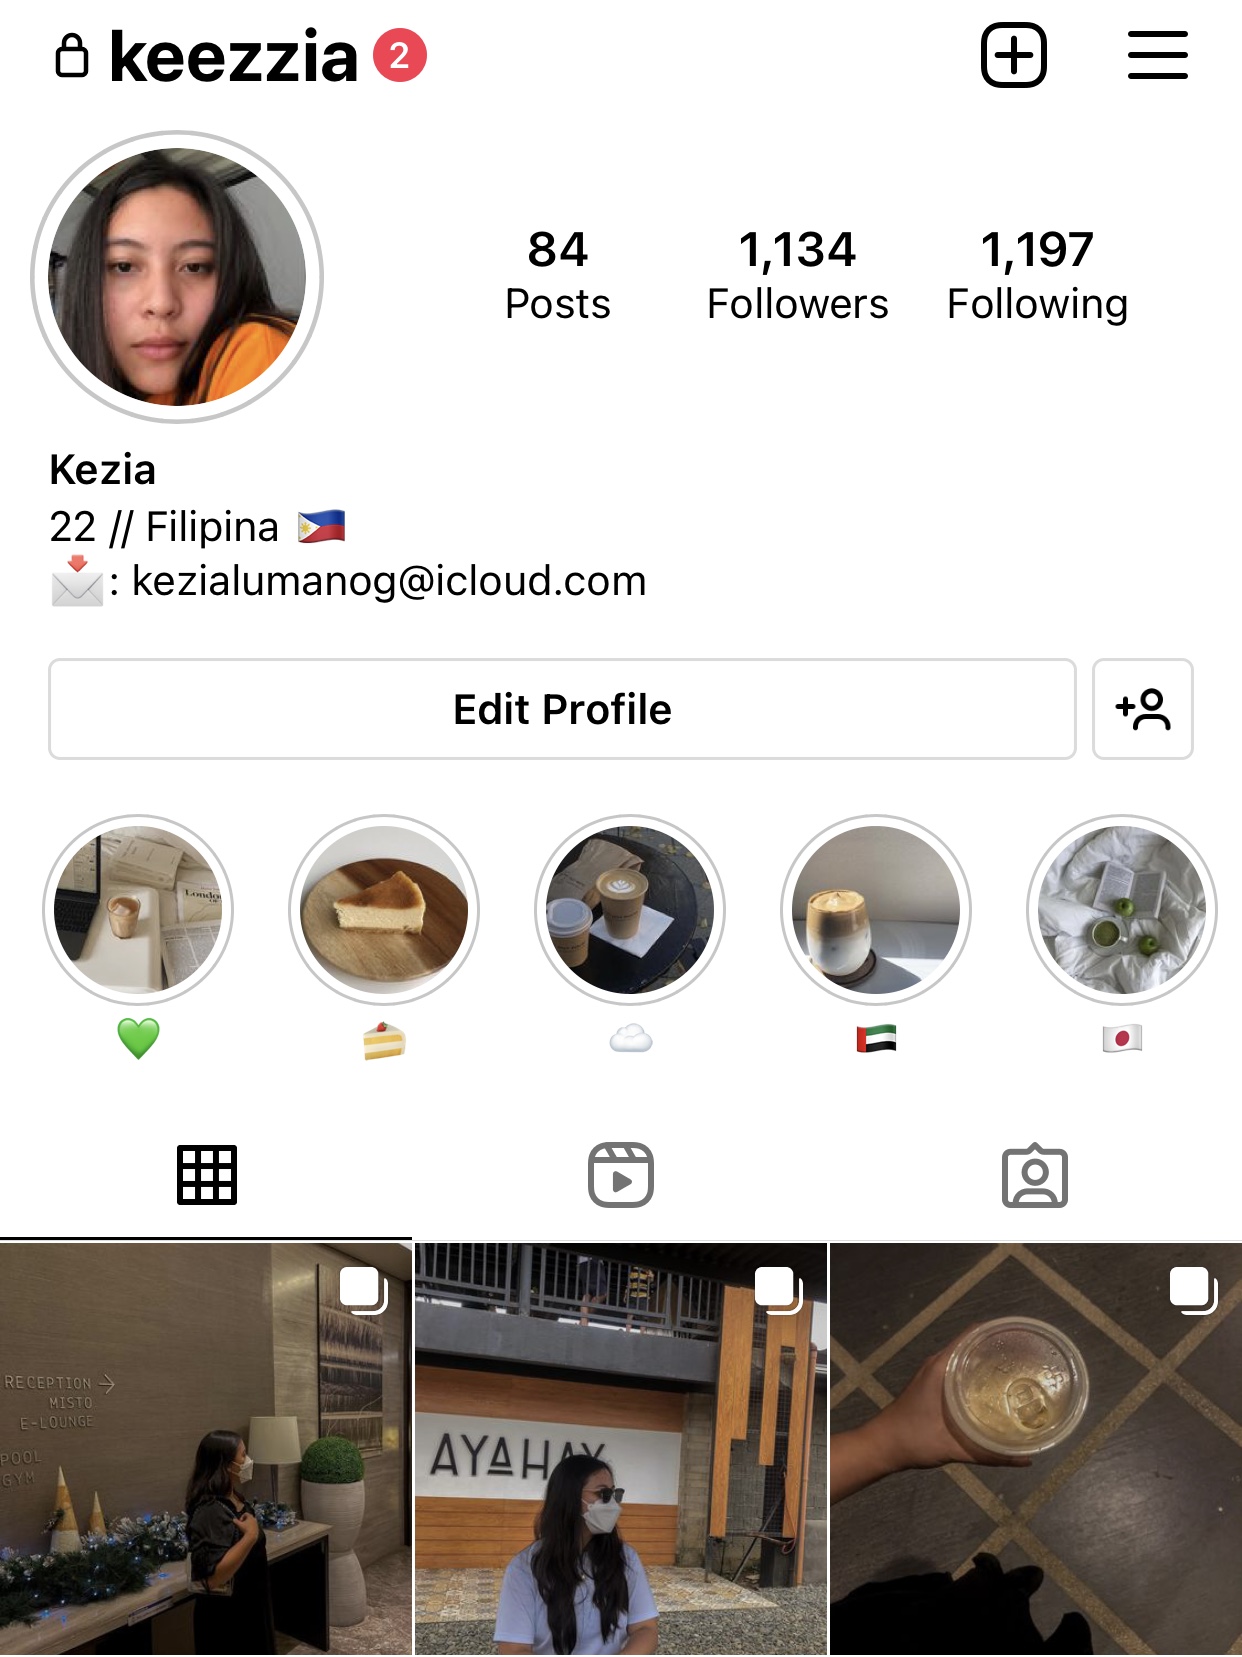 keezzia 2
84 1,134 1,197
Posts Followers Following
Kezia
22 // Filipina 🇵🇭
📩: kezialumanog@icloud.com
Edit Profile
London
RECEPTION →
MISTO
E-LOUNGE
POOL
GYM
AYAHAY